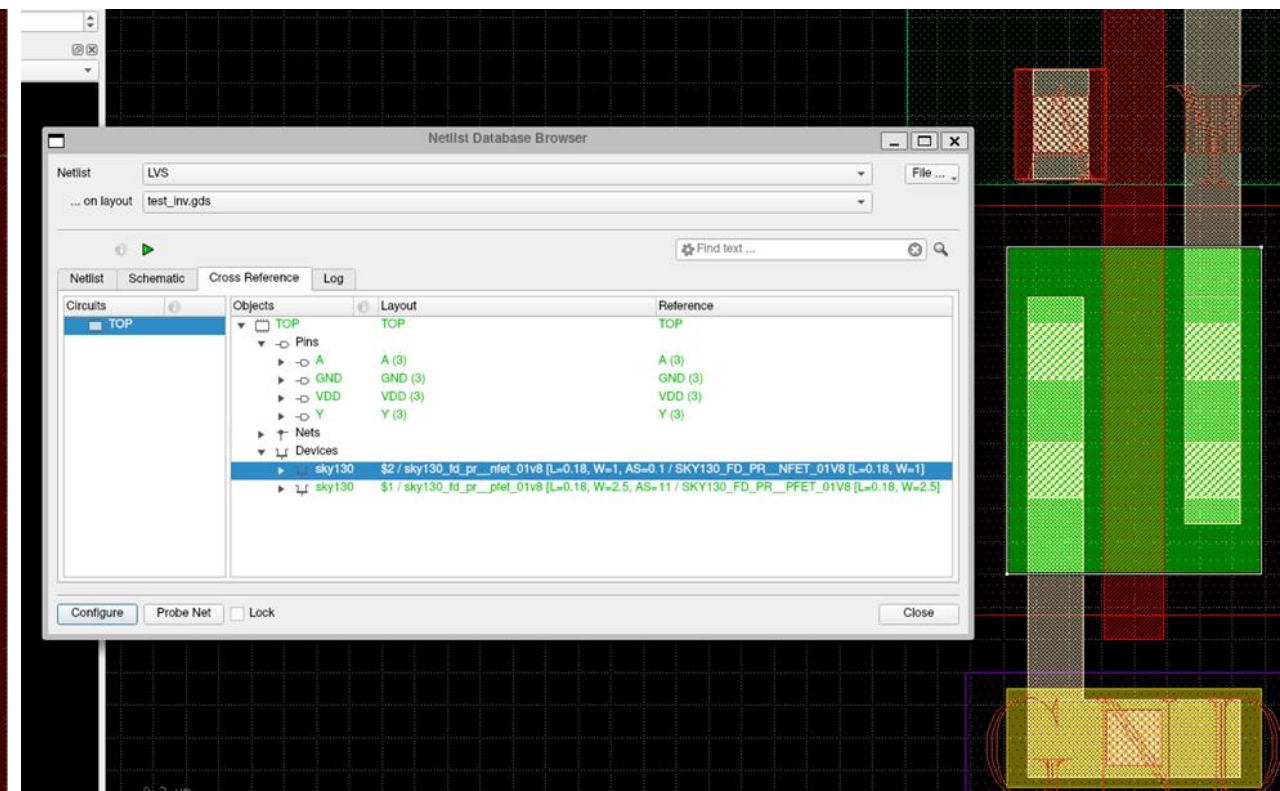 Netlist Database Browser
Netlist LVS File ...
... on layout test_inv.gds
Find text ...
Netlist Schematic Cross Reference Log
Circuits Objects Layout Reference
TOP TOP TOP TOP
Pins
A A (3) A (3)
GND GND (3) GND (3)
VDD VDD (3) VDD (3)
Y Y (3) Y (3)
Nets
Devices
sky130 $2 / sky130_fd_pr__nfet_01v8 [L=0.18, W=1, AS=0.1 / SKY130_FD_PR__NFET_01V8 [L=0.18, W=1]
sky130 $1 / sky130_fd_pr__pfet_01v8 [L=0.18, W=2.5, AS=11 / SKY130_FD_PR__PFET_01V8 [L=0.18, W=2.5]
Configure Probe Net Lock Close
A Y
GND